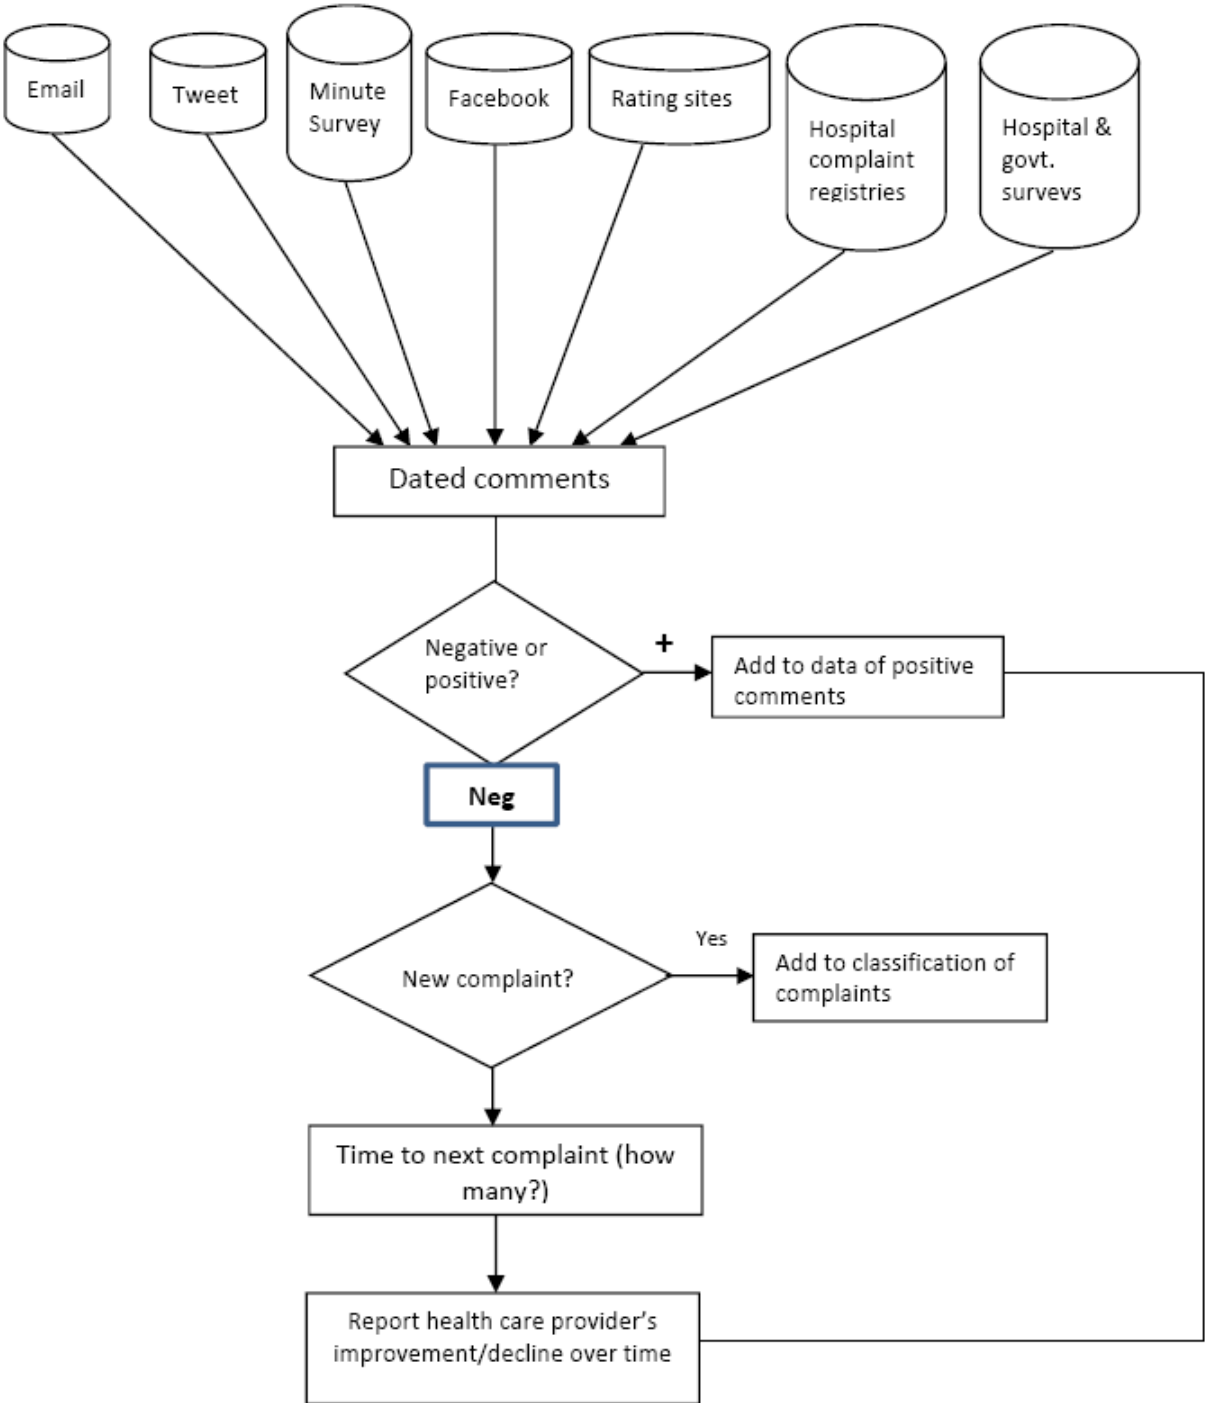 Email
Tweet
Minute
Survey
Facebook
Rating sites
Hospital
complaint
registries
Hospital &
govt.
surveys
Dated comments
Negative or
positive?
+
Add to data of positive
comments
Neg
New complaint?
Yes
Add to classification of
complaints
Time to next complaint (how
many?)
Report health care provider’s
improvement/decline over time